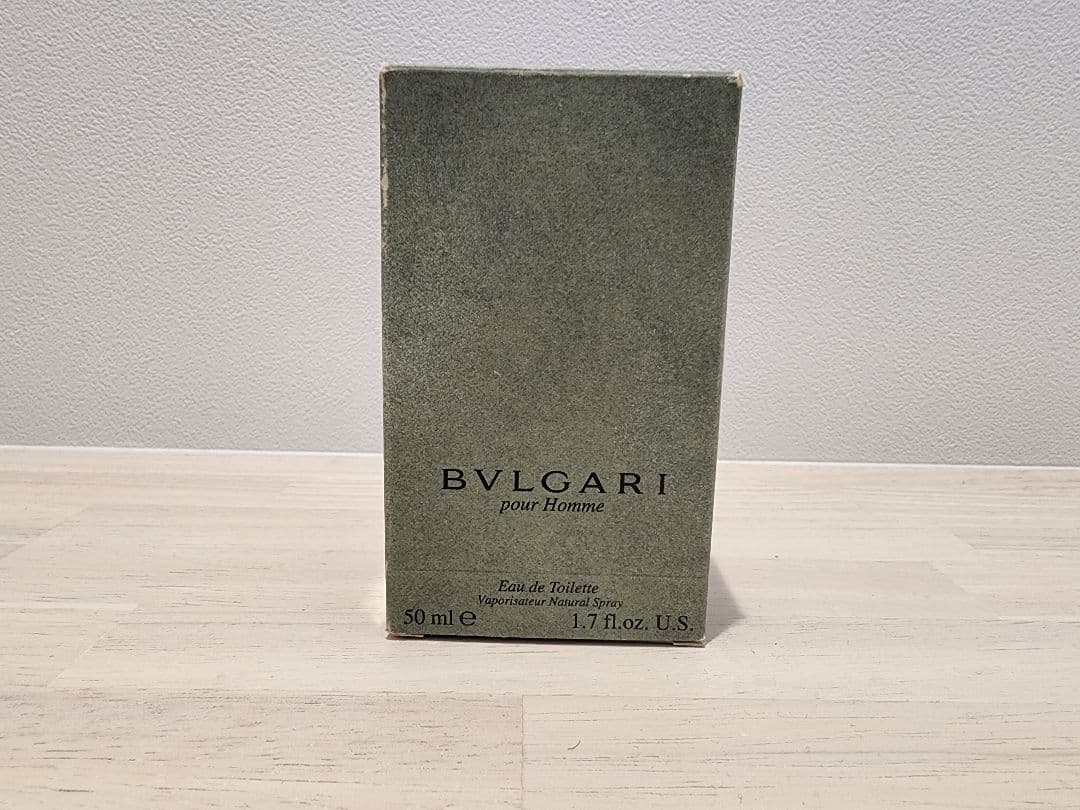 BVLGARI
pour Homme
Eau de Toilette
Vaporisateur Natural Spray
50 ml ℮ 1.7 fl.oz. U.S.